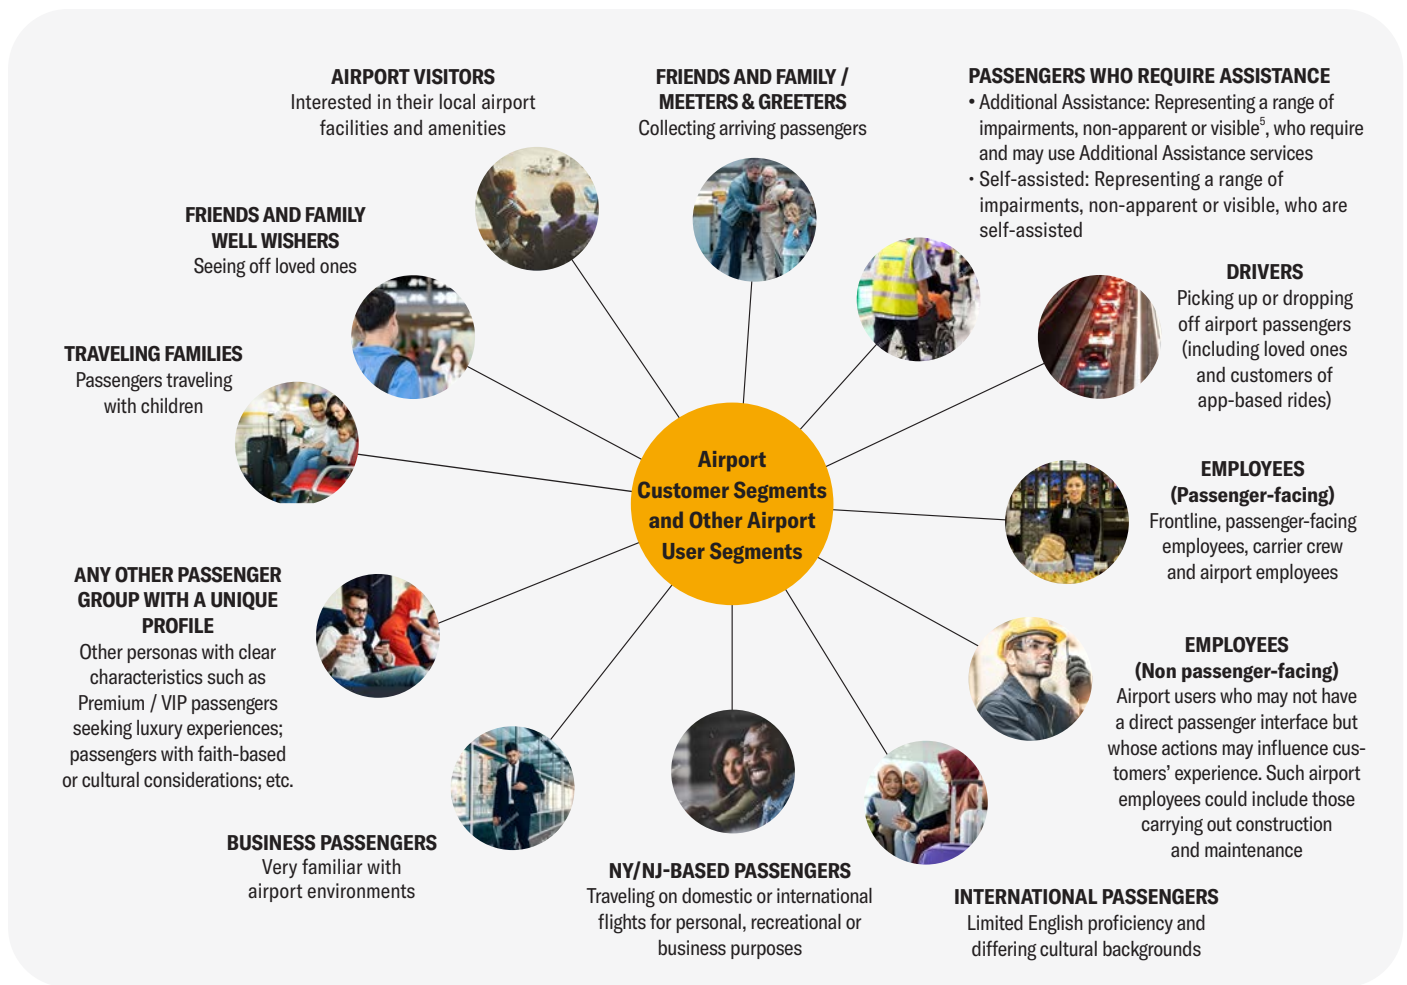 AIRPORT VISITORS
Interested in their local airport
facilities and amenities
FRIENDS AND FAMILY /
MEETERS & GREETERS
Collecting arriving passengers
PASSENGERS WHO REQUIRE ASSISTANCE
• Additional Assistance: Representing a range of
impairments, non-apparent or visible⁵, who require
and may use Additional Assistance services
• Self-assisted: Representing a range of
impairments, non-apparent or visible, who are
self-assisted
FRIENDS AND FAMILY
WELL WISHERS
Seeing off loved ones
DRIVERS
Picking up or dropping
off airport passengers
(including loved ones
and customers of
app-based rides)
TRAVELING FAMILIES
Passengers traveling
with children
Airport
Customer Segments
and Other Airport
User Segments
EMPLOYEES
(Passenger-facing)
Frontline, passenger-facing
employees, carrier crew
and airport employees
ANY OTHER PASSENGER
GROUP WITH A UNIQUE
PROFILE
Other personas with clear
characteristics such as
Premium / VIP passengers
seeking luxury experiences;
passengers with faith-based
or cultural considerations; etc.
EMPLOYEES
(Non passenger-facing)
Airport users who may not have
a direct passenger interface but
whose actions may influence cus-
tomers’ experience. Such airport
employees could include those
carrying out construction
and maintenance
BUSINESS PASSENGERS
Very familiar with
airport environments
NY/NJ-BASED PASSENGERS
Traveling on domestic or international
flights for personal, recreational or
business purposes
INTERNATIONAL PASSENGERS
Limited English proficiency and
differing cultural backgrounds